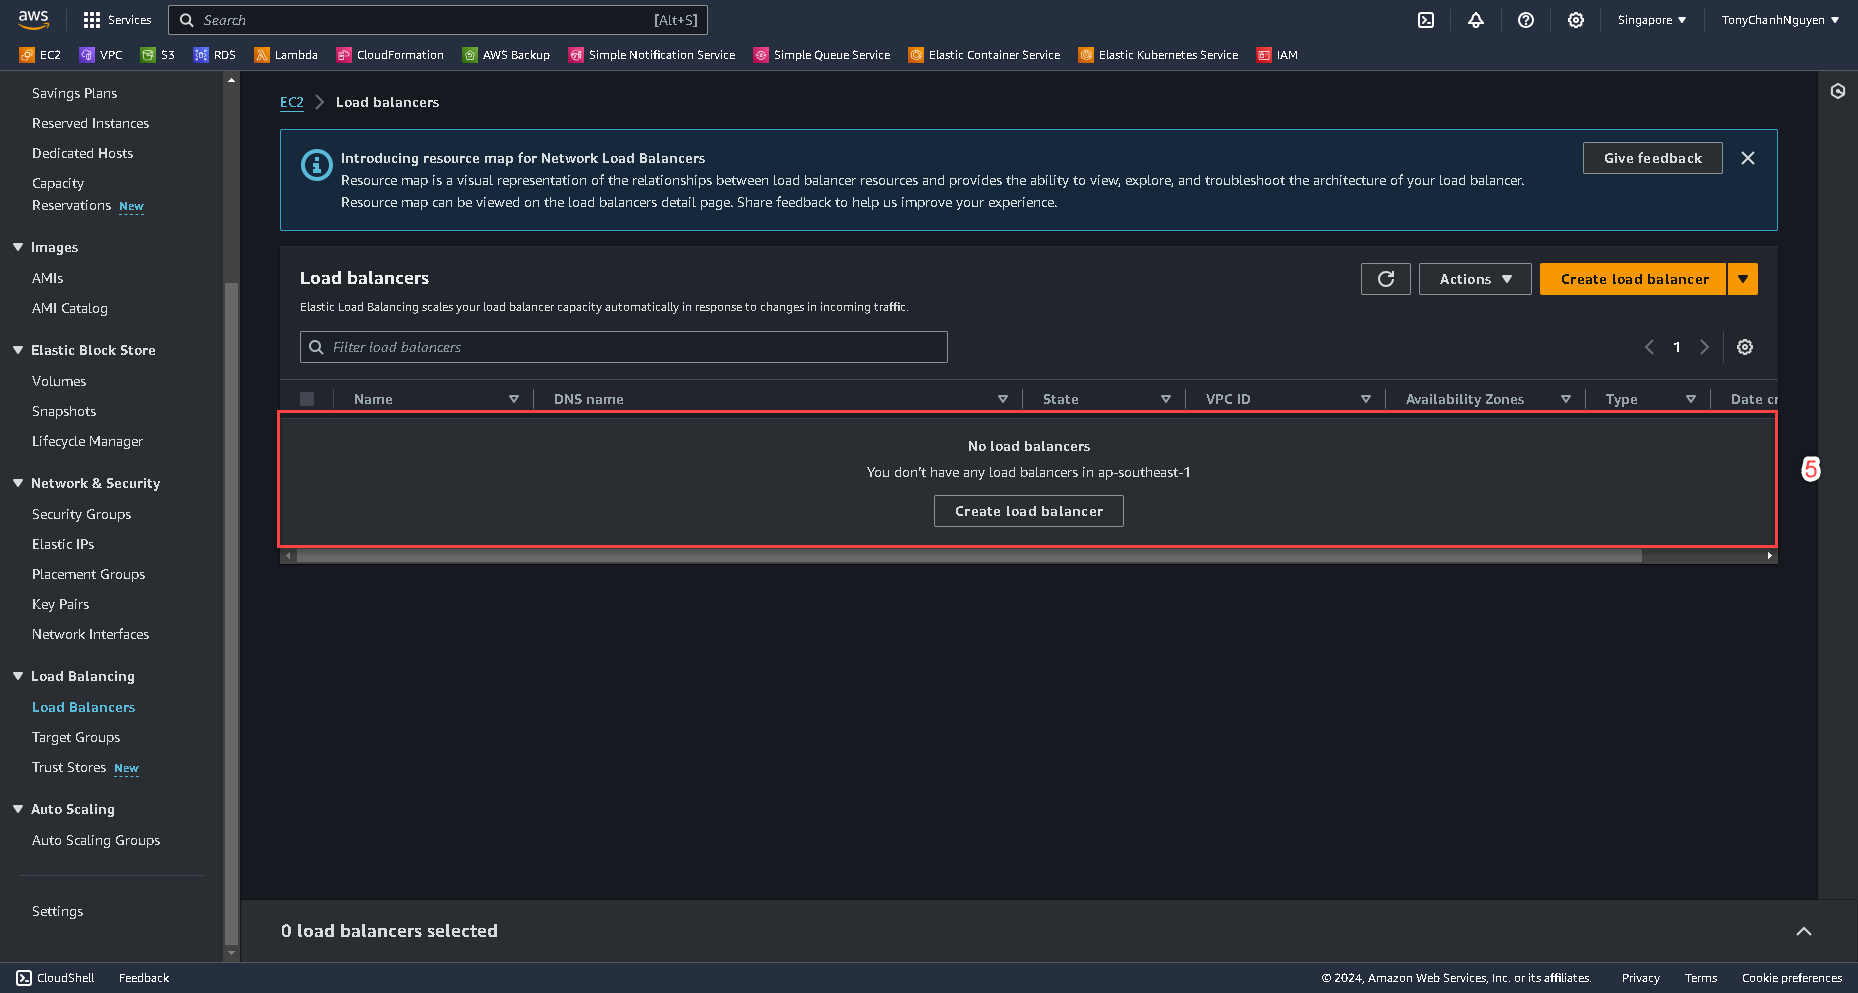 aws
Services
Search
[Alt+S]
Singapore
TonyChanhNguyen
EC2
VPC
S3
RDS
Lambda
CloudFormation
AWS Backup
Simple Notification Service
Simple Queue Service
Elastic Container Service
Elastic Kubernetes Service
IAM
Savings Plans
Reserved Instances
Dedicated Hosts
Capacity
Reservations New
Images
AMIs
AMI Catalog
Elastic Block Store
Volumes
Snapshots
Lifecycle Manager
Network & Security
Security Groups
Elastic IPs
Placement Groups
Key Pairs
Network Interfaces
Load Balancing
Load Balancers
Target Groups
Trust Stores New
Auto Scaling
Auto Scaling Groups
Settings
EC2 > Load balancers
Introducing resource map for Network Load Balancers
Resource map is a visual representation of the relationships between load balancer resources and provides the ability to view, explore, and troubleshoot the architecture of your load balancer.
Resource map can be viewed on the load balancers detail page. Share feedback to help us improve your experience.
Give feedback
Load balancers
Actions
Create load balancer
Elastic Load Balancing scales your load balancer capacity automatically in response to changes in incoming traffic.
Filter load balancers
1
Name
DNS name
State
VPC ID
Availability Zones
Type
Date cr
No load balancers
You don't have any load balancers in ap-southeast-1
Create load balancer
5
0 load balancers selected
CloudShell
Feedback
© 2024, Amazon Web Services, Inc. or its affiliates.
Privacy
Terms
Cookie preferences